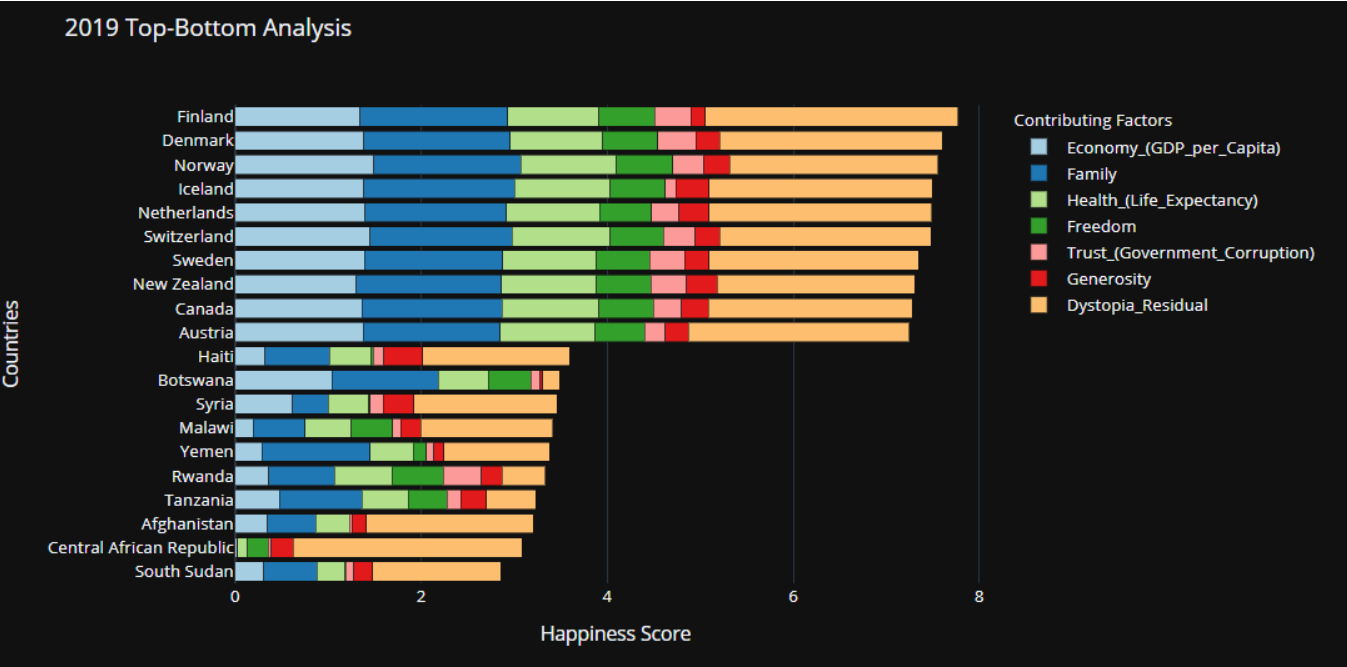 2019 Top-Bottom Analysis
Finland
Denmark
Norway
Iceland
Netherlands
Switzerland
Sweden
New Zealand
Canada
Austria
Haiti
Botswana
Syria
Malawi
Yemen
Rwanda
Tanzania
Afghanistan
Central African Republic
South Sudan
Countries
0 2 4 6 8
Happiness Score
Contributing Factors
Economy_(GDP_per_Capita)
Family
Health_(Life_Expectancy)
Freedom
Trust_(Government_Corruption)
Generosity
Dystopia_Residual